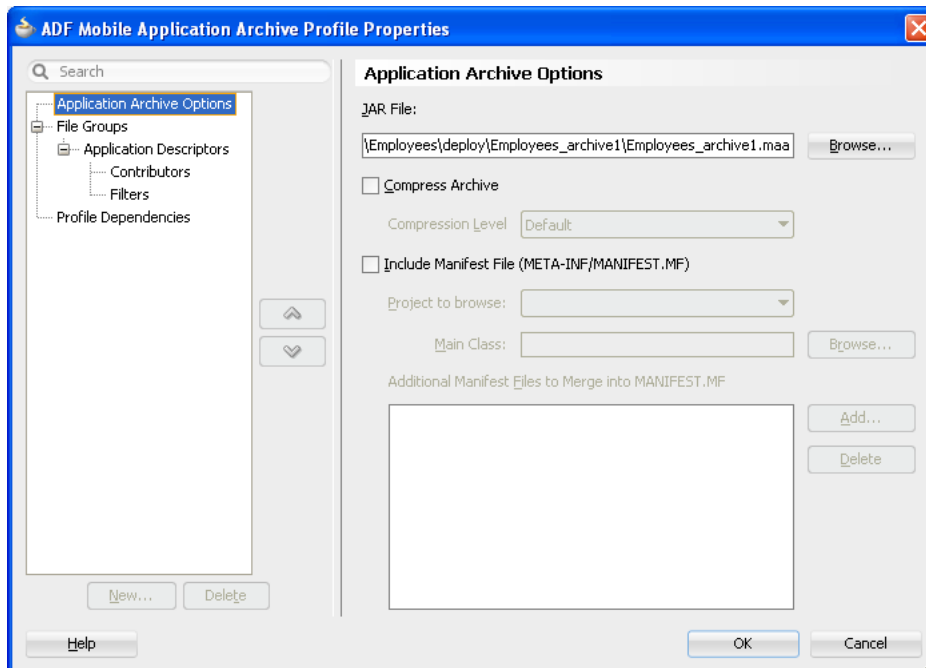 ADF Mobile Application Archive Profile Properties
Search
Application Archive Options
File Groups
Application Descriptors
Contributors
Filters
Profile Dependencies
New...
Delete
Application Archive Options
JAR File:
\Employees\deploy\Employees_archive1\Employees_archive1.maa
Browse...
Compress Archive
Compression Level
Default
Include Manifest File (META-INF/MANIFEST.MF)
Project to browse:
Main Class:
Browse...
Additional Manifest Files to Merge into MANIFEST.MF
Add...
Delete
Help
OK
Cancel